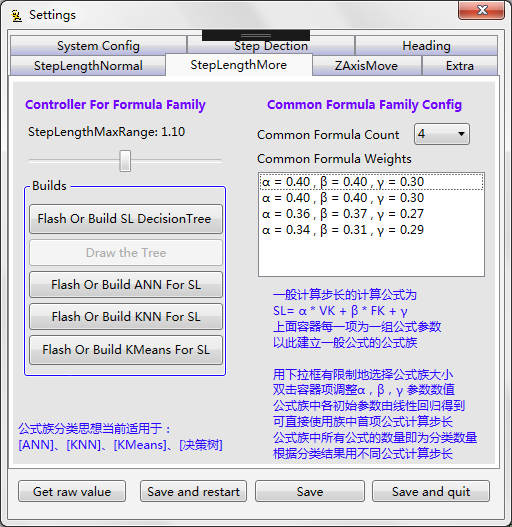 Settings
System Config
Step Dection
Heading
StepLengthNormal
StepLengthMore
ZAxisMove
Extra
Controller For Formula Family
StepLengthMaxRange: 1.10
Builds
Flash Or Build SL DecisionTree
Draw the Tree
Flash Or Build ANN For SL
Flash Or Build KNN For SL
Flash Or Build KMeans For SL
公式族分类思想当前适用于：
[ANN]、[KNN]、[KMeans]、[决策树]
Common Formula Family Config
Common Formula Count 4
Common Formula Weights
α = 0.40 , β = 0.40 , γ = 0.30
α = 0.40 , β = 0.40 , γ = 0.30
α = 0.36 , β = 0.37 , γ = 0.27
α = 0.34 , β = 0.31 , γ = 0.29
一般计算步长的计算公式为
SL= α * VK + β * FK + γ
上面容器每一项为一组公式参数
以此建立一般公式的公式族
用下拉框有限制地选择公式族大小
双击容器项调整α，β，γ 参数数值
公式族中各初始参数由线性回归得到
可直接使用族中首项公式计算步长
公式族中所有公式的数量即为分类数量
根据分类结果用不同公式计算步长
Get raw value
Save and restart
Save
Save and quit